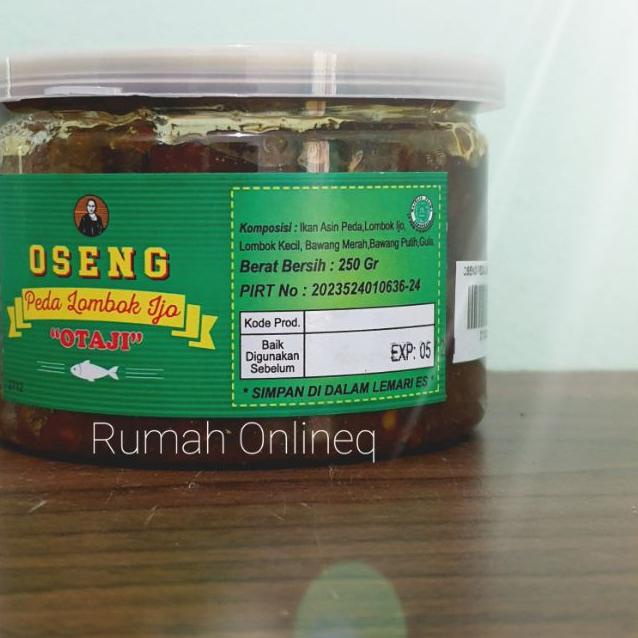 OSENG
Peda Lombok Ijo
"OTAJI"
Komposisi : Ikan Asin Peda,Lombok Ijo,
Lombok Kecil, Bawang Merah,Bawang Putih,Gula,
Berat Bersih : 250 Gr
PIRT No : 2023524010636-24
Kode Prod.
Baik
Digunakan
Sebelum
EXP: 05
* SIMPAN DI DALAM LEMARI ES *
Rumah Onlineq